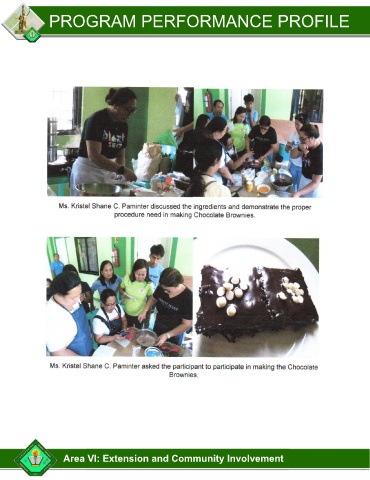 PROGRAM PERFORMANCE PROFILE
Ms. Kristel Shane C. Paminter discussed the ingredients and demonstrate the proper
procedure need in making Chocolate Brownies.
Ms. Kristel Shane C. Paminter asked the participant to participate in making the Chocolate
Brownies.
Area VI: Extension and Community Involvement